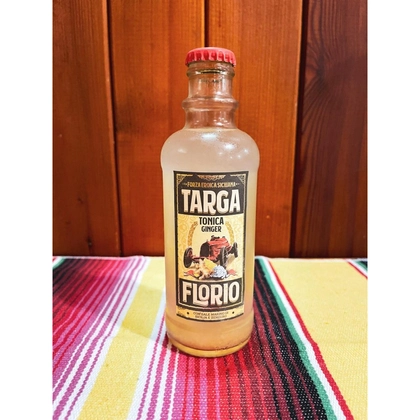 FORZA EROICA SICILIANA
TARGA
TONICA
GINGER
FLORIO